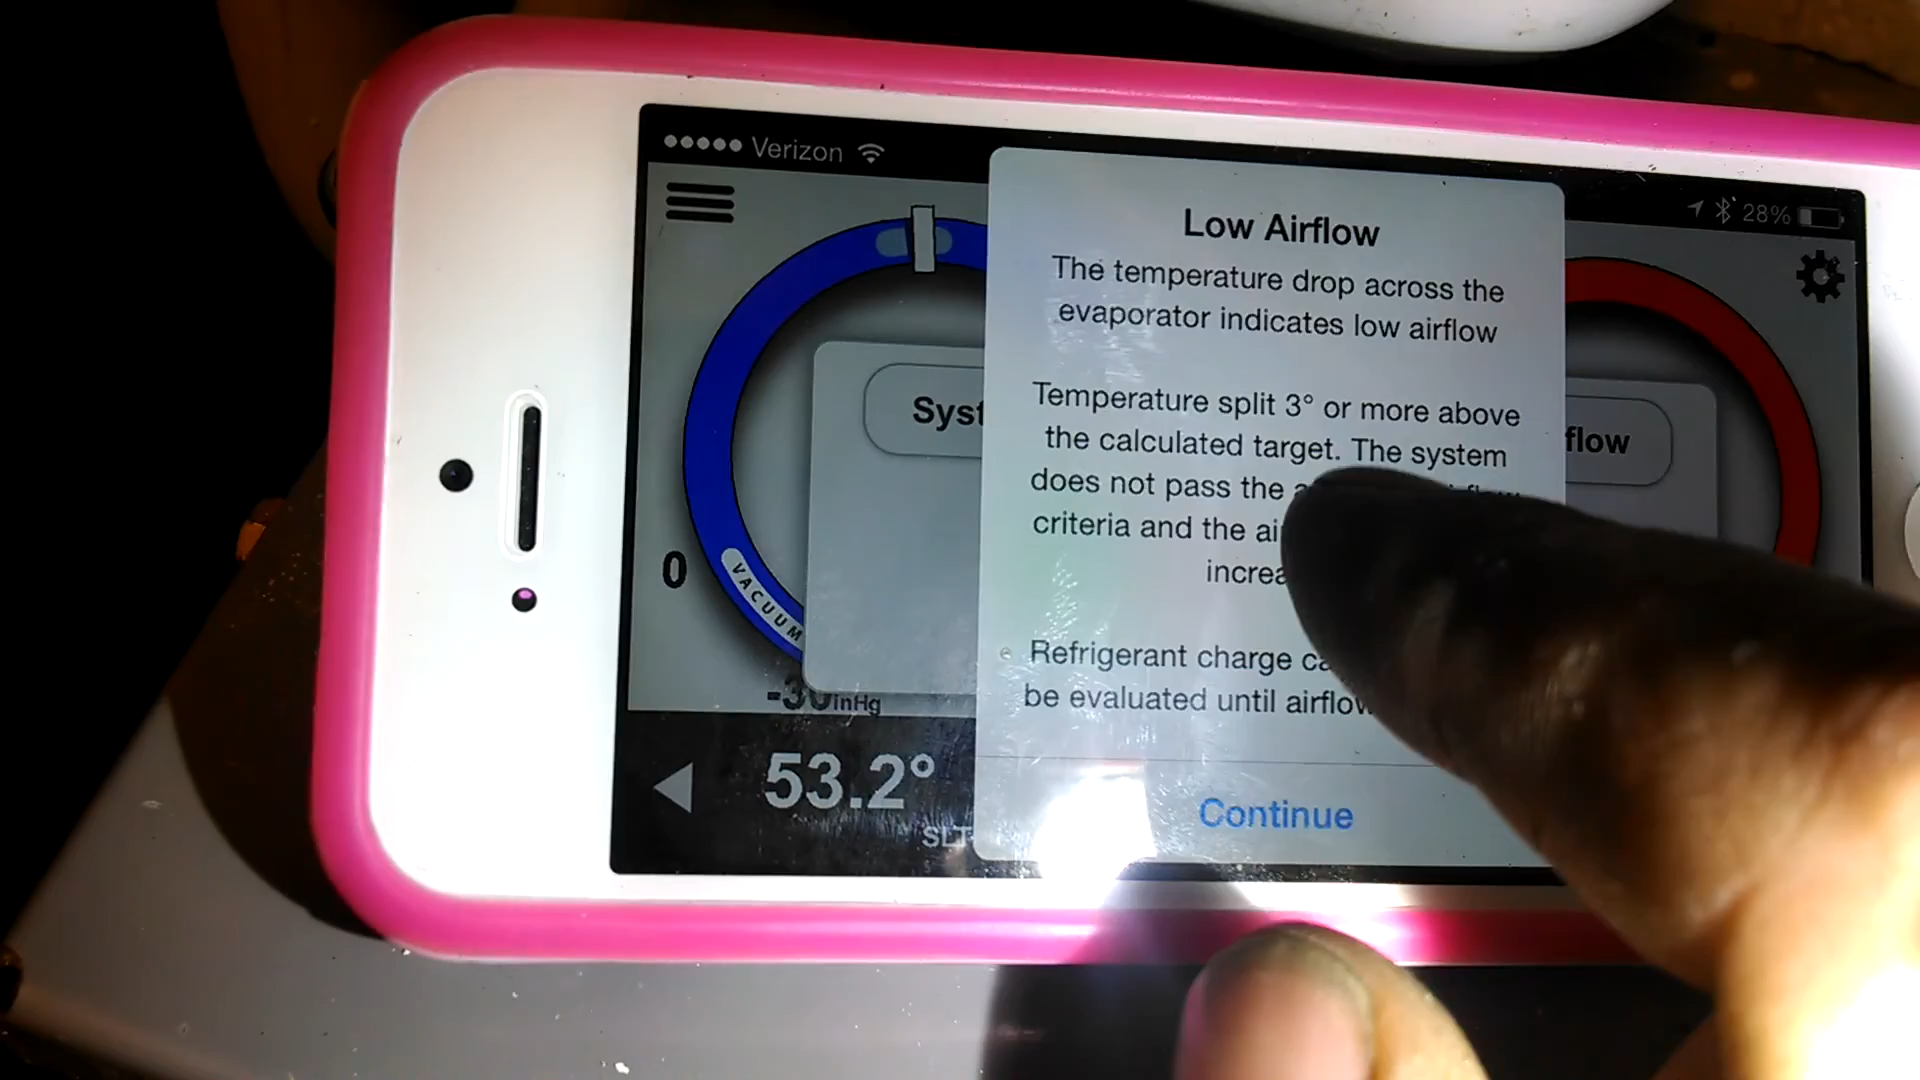 Verizon
28%
Low Airflow
The temperature drop across the
evaporator indicates low airflow
Temperature split 3° or more above
the calculated target. The system
does not pass the
criteria and the
Refrigerant charge
be evaluated until
Continue
0
VACUUM
inHg
53.2°